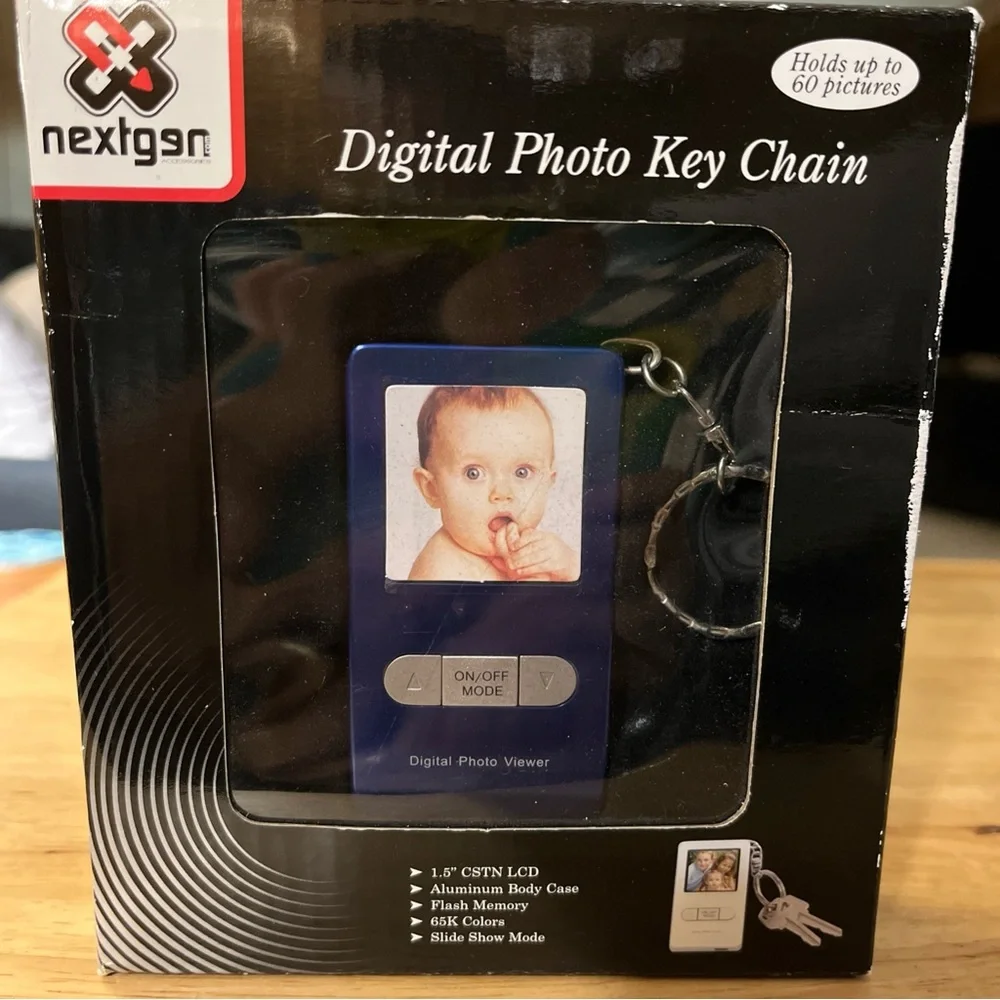 Holds up to
60 pictures
nextg3n
Digital Photo Key Chain
ON/OFF
MODE
Digital Photo Viewer
➤ 1.5" CSTN LCD
➤ Aluminum Body Case
➤ Flash Memory
➤ 65K Colors
➤ Slide Show Mode